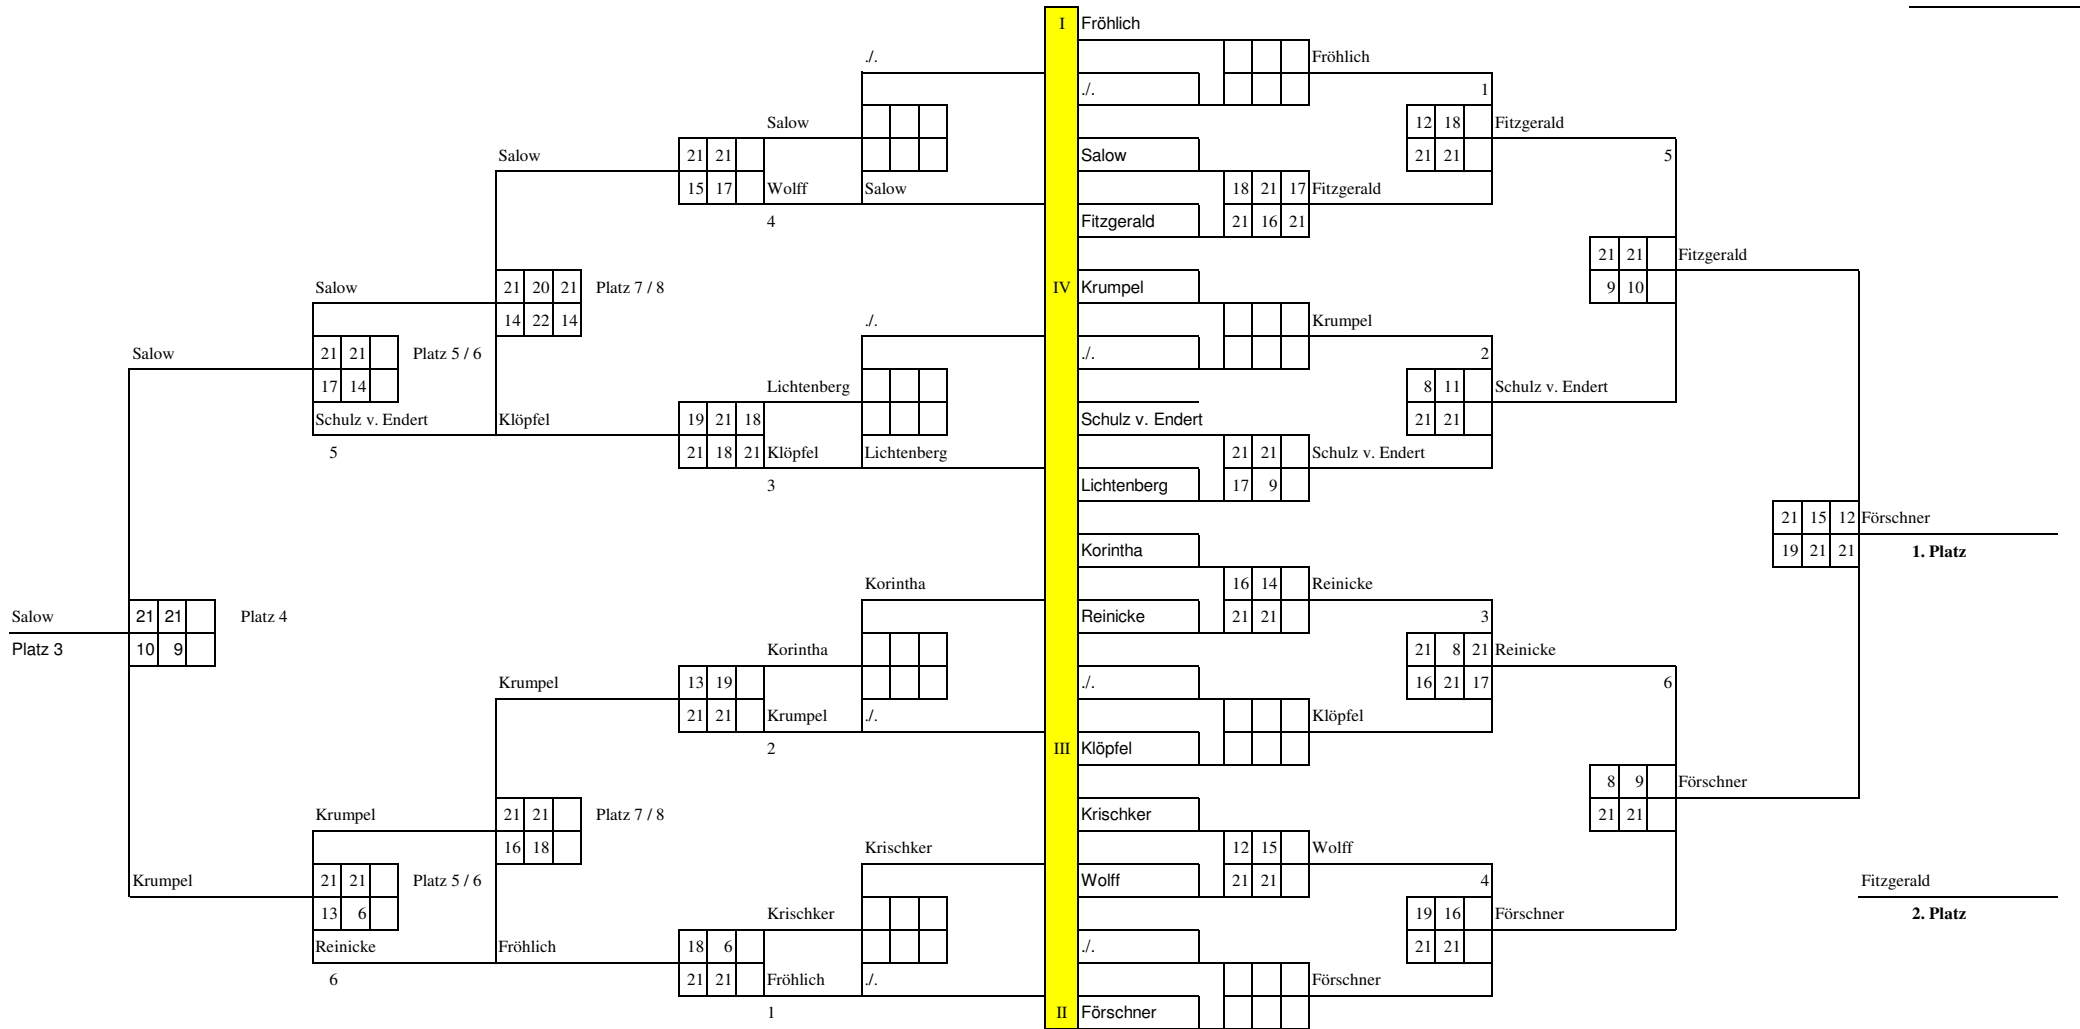 I Fröhlich
./. Fröhlich
./. 1
Salow 12 18 Fitzgerald
Salow 21 21 Salow 21 21 5
15 17 Wolff Salow 18 21 17 Fitzgerald
4 Fitzgerald 21 16 21
21 21 Fitzgerald
Salow 21 20 21 Platz 7 / 8 IV Krumpel 9 10
14 22 14 ./. Krumpel
Salow 21 21 Platz 5 / 6 ./. 2
17 14 Lichtenberg 8 11 Schulz v. Endert
Schulz v. Endert Klöpfel 19 21 18 Schulz v. Endert 21 21
5 21 18 21 Klöpfel Lichtenberg 21 21 Schulz v. Endert
3 Lichtenberg 17 9
21 15 12 Förschner
Korintha 19 21 21 1. Platz
Korintha 16 14 Reinicke
Salow 21 21 Platz 4 Reinicke 21 21 3
Platz 3 10 9 Korintha 21 8 21 Reinicke
Krumpel 13 19 ./. 16 21 17 6
21 21 Krumpel ./. Klöpfel
2 III Klöpfel
8 9 Förschner
Krumpel 21 21 Platz 7 / 8 Krischker 21 21
16 18 Krischker 12 15 Wolff
Krumpel 21 21 Platz 5 / 6 Wolff 21 21 4 Fitzgerald
13 6 Krischker 19 16 Förschner 2. Platz
Reinicke Fröhlich 18 6 ./. 21 21
6 21 21 Fröhlich ./. Förschner
1 II Förschner